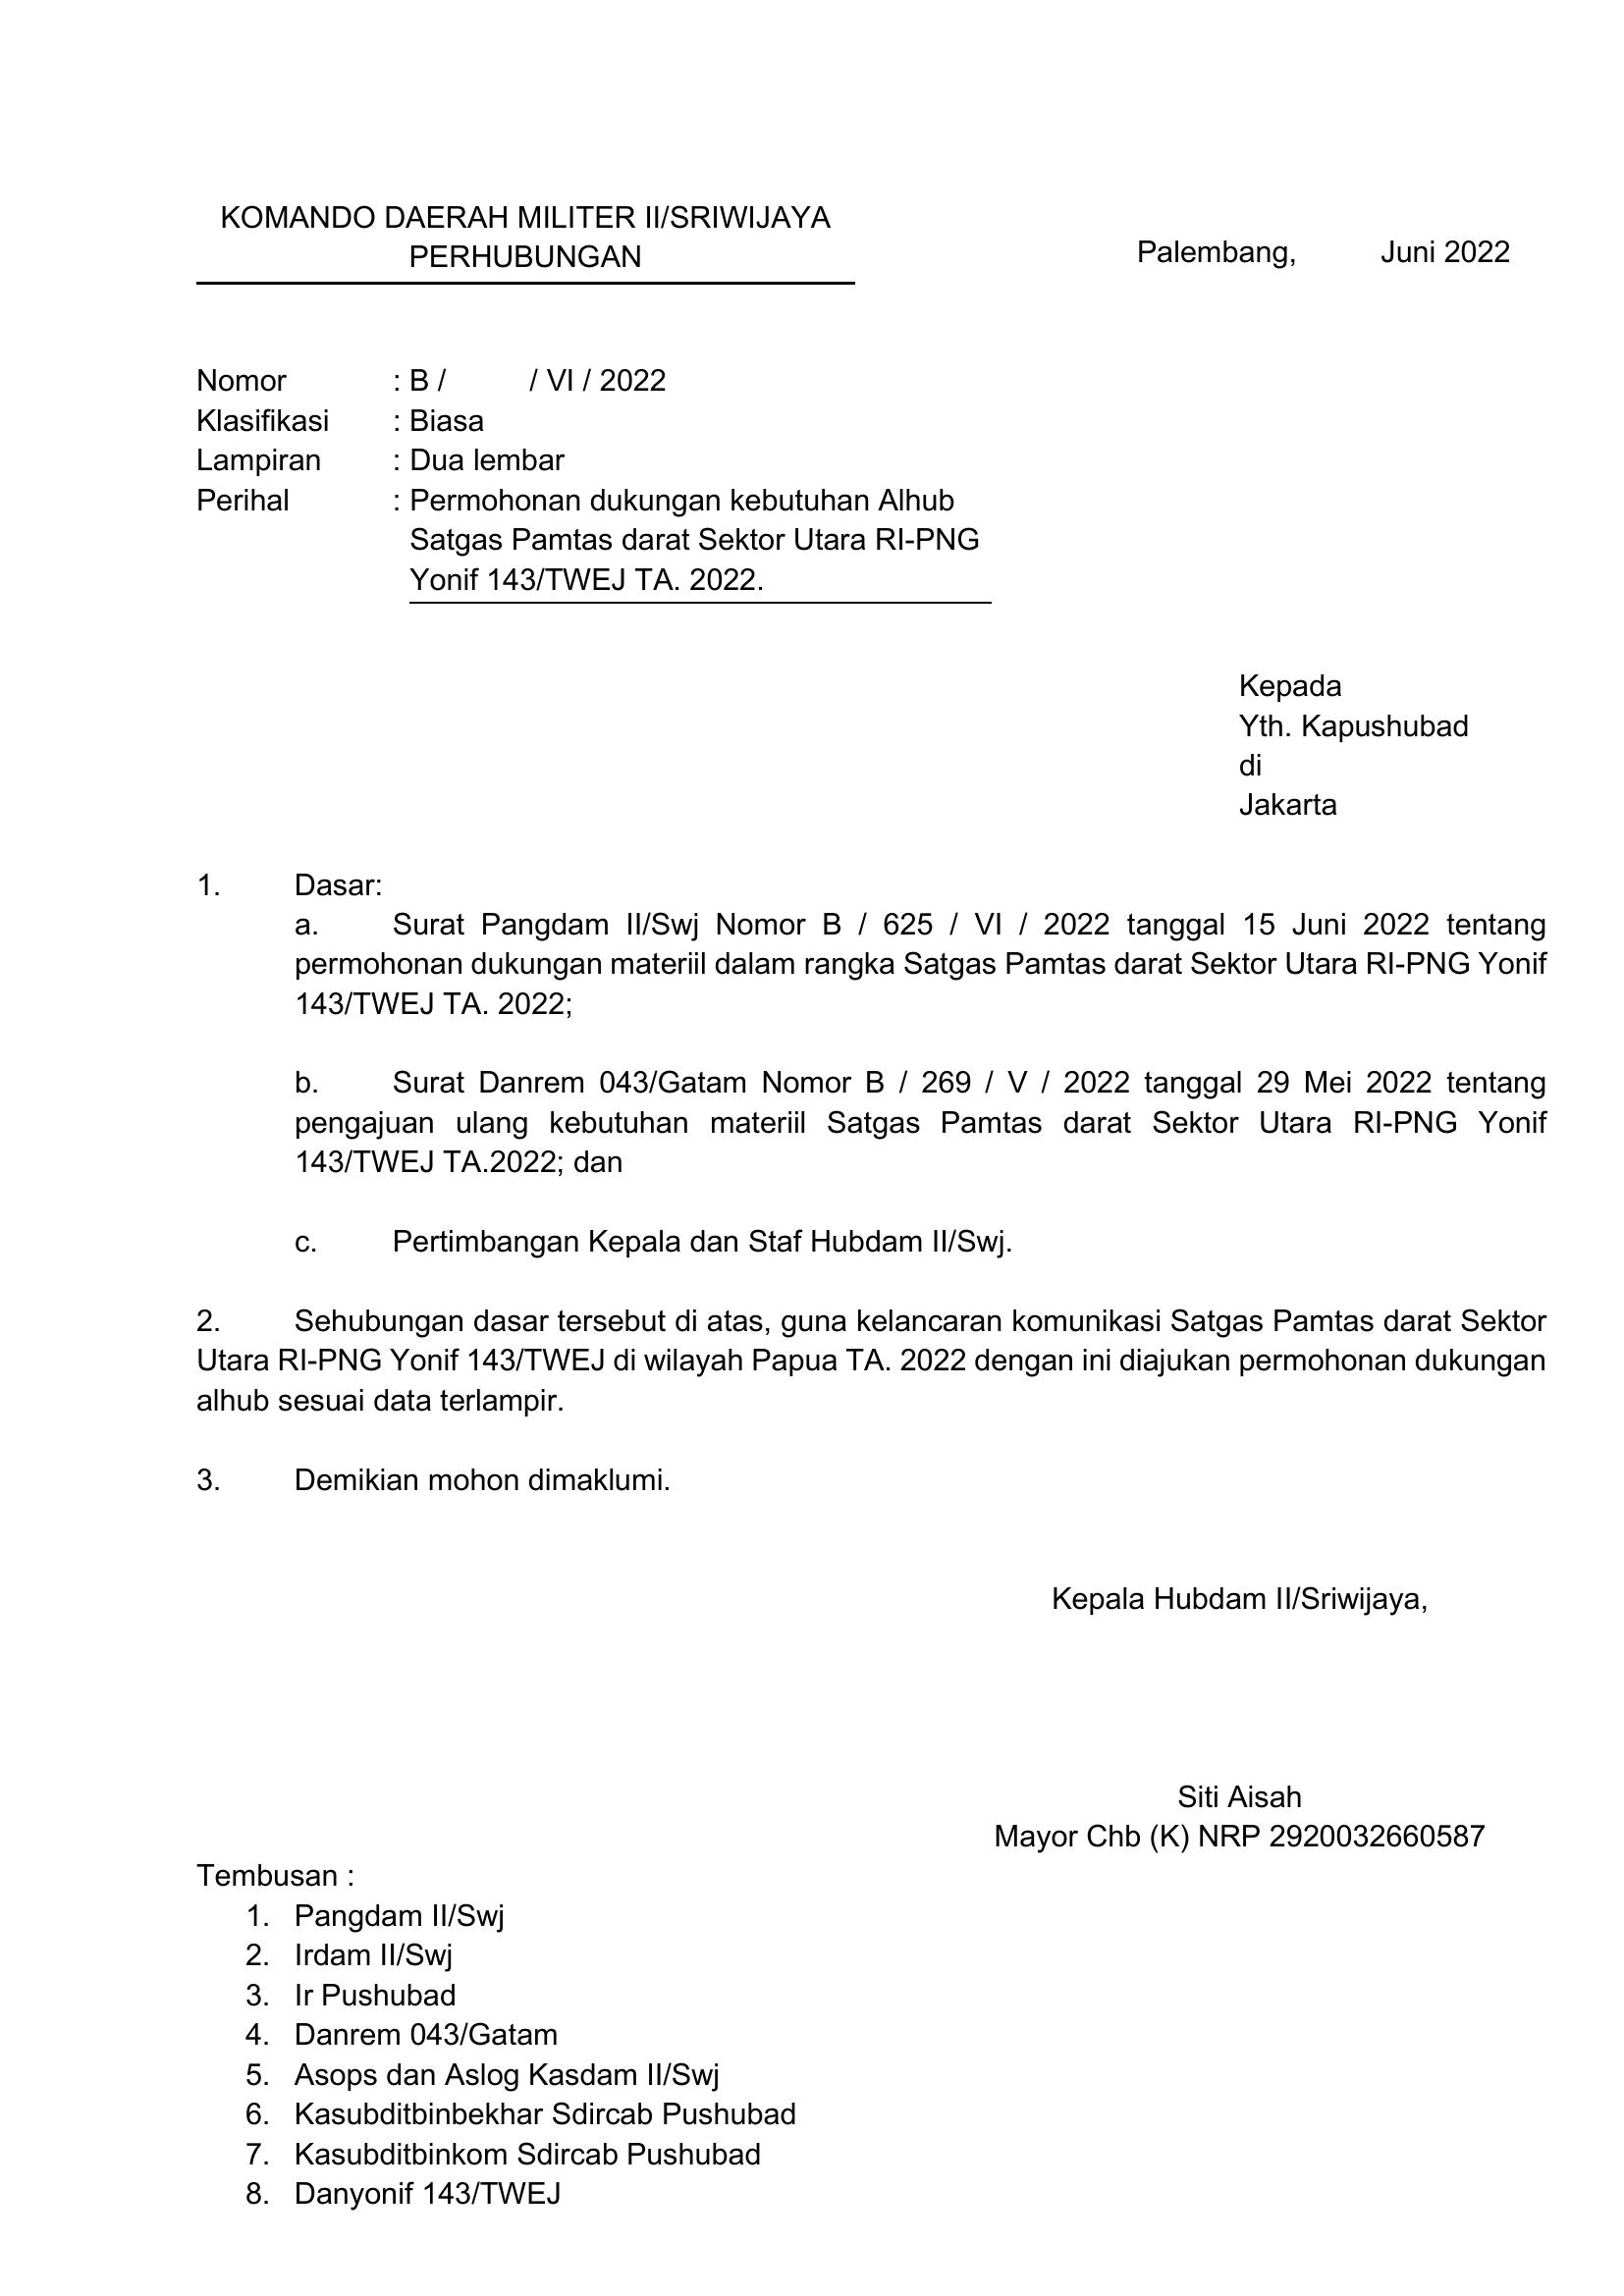 KOMANDO DAERAH MILITER II/SRIWIJAYA
PERHUBUNGAN
Palembang, Juni 2022
Nomor : B / / VI / 2022
Klasifikasi : Biasa
Lampiran : Dua lembar
Perihal : Permohonan dukungan kebutuhan Alhub
Satgas Pamtas darat Sektor Utara RI-PNG
Yonif 143/TWEJ TA. 2022.
Kepada
Yth. Kapushubad
di
Jakarta
1. Dasar:
a. Surat Pangdam II/Swj Nomor B / 625 / VI / 2022 tanggal 15 Juni 2022 tentang
permohonan dukungan materiil dalam rangka Satgas Pamtas darat Sektor Utara RI-PNG Yonif
143/TWEJ TA. 2022;
b. Surat Danrem 043/Gatam Nomor B / 269 / V / 2022 tanggal 29 Mei 2022 tentang
pengajuan ulang kebutuhan materiil Satgas Pamtas darat Sektor Utara RI-PNG Yonif
143/TWEJ TA.2022; dan
c. Pertimbangan Kepala dan Staf Hubdam II/Swj.
2. Sehubungan dasar tersebut di atas, guna kelancaran komunikasi Satgas Pamtas darat Sektor
Utara RI-PNG Yonif 143/TWEJ di wilayah Papua TA. 2022 dengan ini diajukan permohonan dukungan
alhub sesuai data terlampir.
3. Demikian mohon dimaklumi.
Kepala Hubdam II/Sriwijaya,
Siti Aisah
Mayor Chb (K) NRP 2920032660587
Tembusan :
1. Pangdam II/Swj
2. Irdam II/Swj
3. Ir Pushubad
4. Danrem 043/Gatam
5. Asops dan Aslog Kasdam II/Swj
6. Kasubditbinbekhar Sdircab Pushubad
7. Kasubditbinkom Sdircab Pushubad
8. Danyonif 143/TWEJ